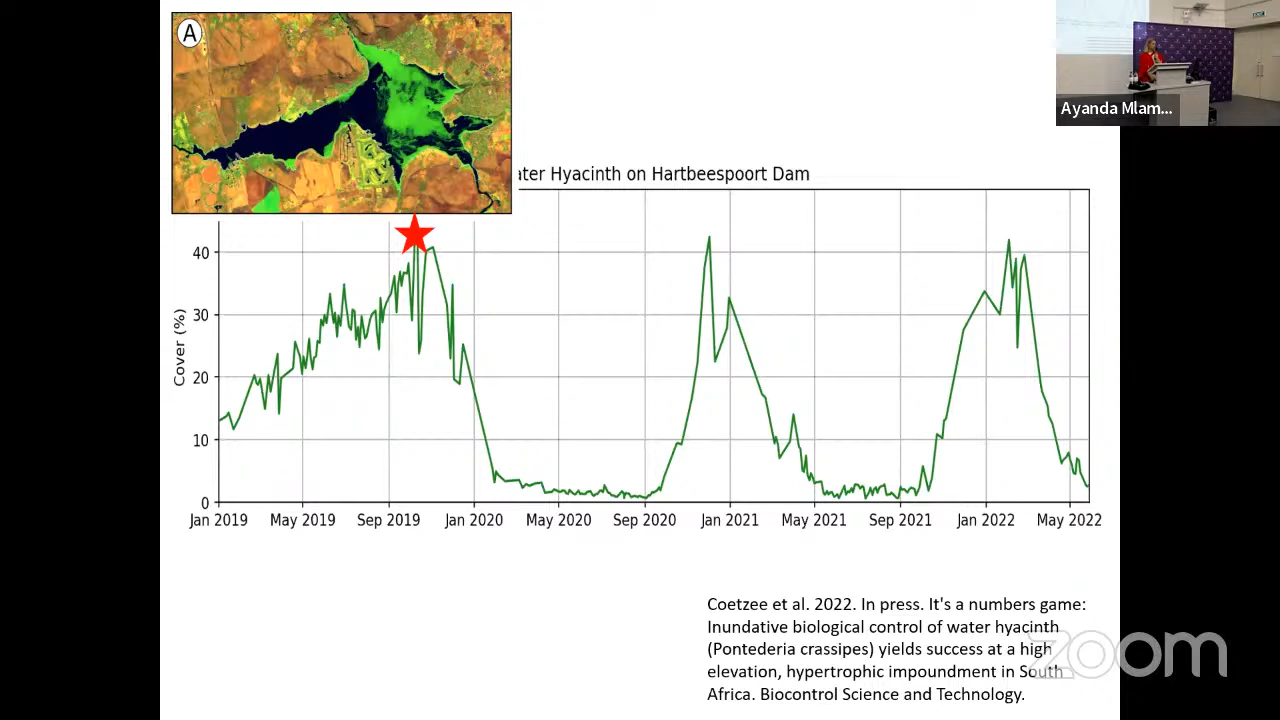 A
Ayanda Mlam...
ater Hyacinth on Hartbeespoort Dam
Cover (%)
40
30
20
10
0
Jan 2019 May 2019 Sep 2019 Jan 2020 May 2020 Sep 2020 Jan 2021 May 2021 Sep 2021 Jan 2022 May 2022
Coetzee et al. 2022. In press. It's a numbers game:
Inundative biological control of water hyacinth
(Pontederia crassipes) yields success at a high
elevation, hypertrophic impoundment in South
Africa. Biocontrol Science and Technology.
zoom